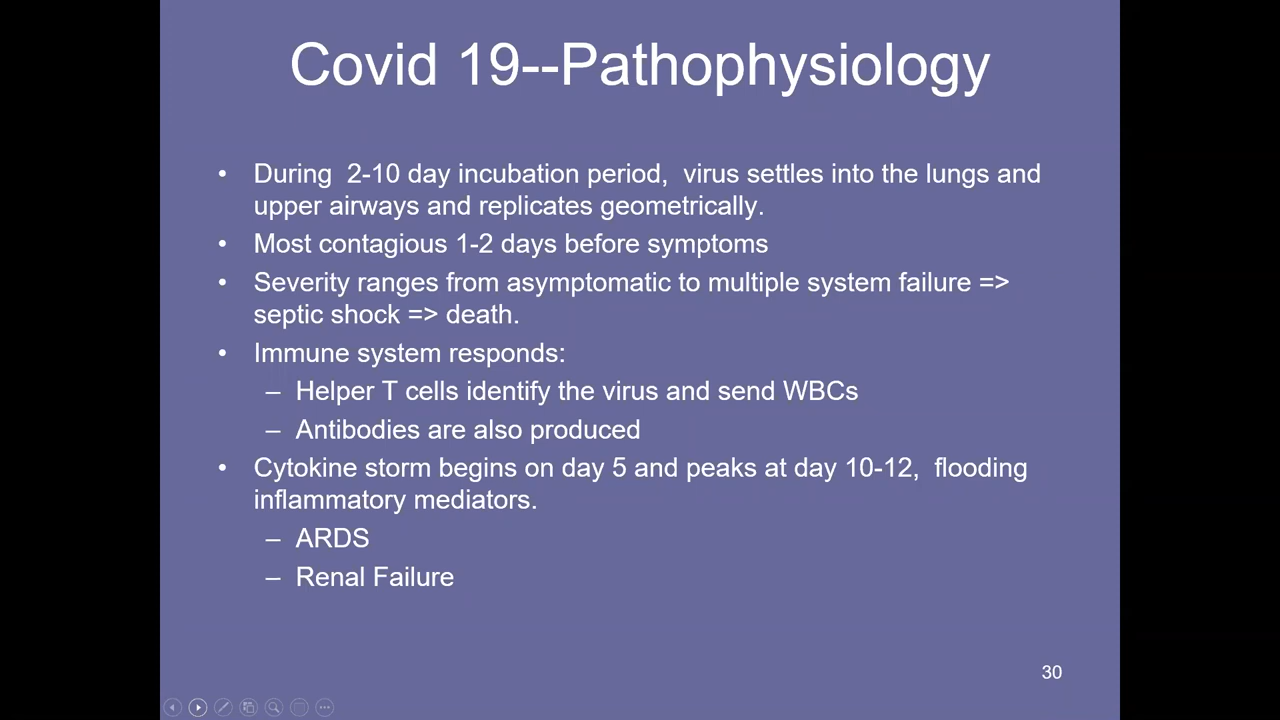 Covid 19--Pathophysiology
• During  2-10 day incubation period,  virus settles into the lungs and
upper airways and replicates geometrically.
• Most contagious 1-2 days before symptoms
• Severity ranges from asymptomatic to multiple system failure =>
septic shock => death.
• Immune system responds:
– Helper T cells identify the virus and send WBCs
– Antibodies are also produced
• Cytokine storm begins on day 5 and peaks at day 10-12,  flooding
inflammatory mediators.
– ARDS
– Renal Failure
30